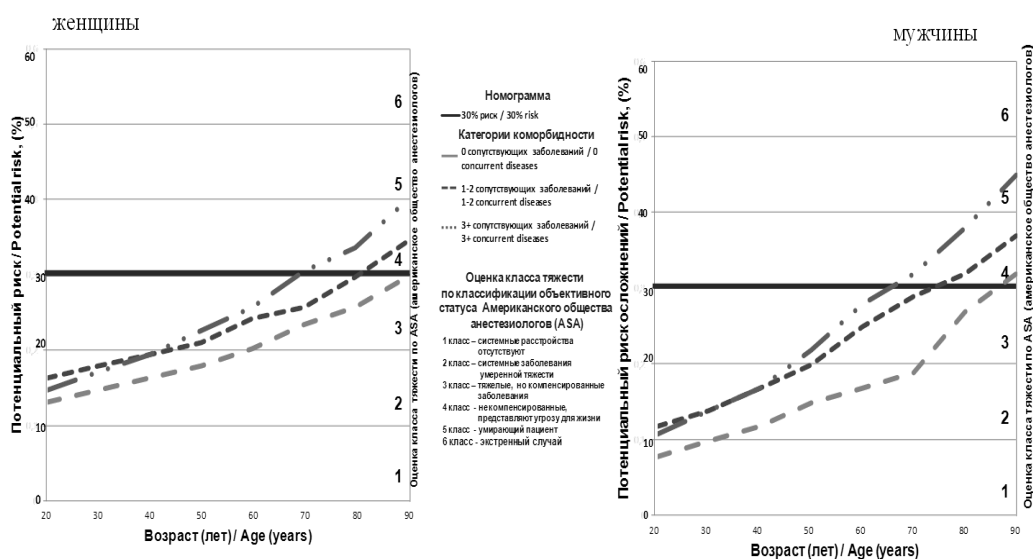 женщины
мужчины
Потенциальный риск / Potential risk, (%)
60
50
40
30
20
10
0
20 30 40 50 60 70 80 90
Возраст (лет) / Age (years)
6
5
4
3
2
1
Оценка класса тяжести по ASA (американское общество анестезиологов)
Номограмма
30% риск / 30% risk
Категории коморбидности
0 сопутствующих заболеваний / 0
concurrent diseases
1-2 сопутствующих заболеваний /
1-2 concurrent diseases
3+ сопутствующих заболеваний /
3+ concurrent diseases
Оценка класса тяжести
по классификации объективного
статуса Американского общества
анестезиологов (ASA)
1 класс – системные расстройства
отсутствуют
2 класс – системные заболевания
умеренной тяжести
3 класс – тяжелые, но компенсированные
заболевания
4 класс - некомпенсированные,
представляют угрозу для жизни
5 класс - умирающий пациент
6 класс - экстренный случай
Потенциальный риск осложнений / Potential risk, (%)
60
50
40
30
20
10
0
20 30 40 50 60 70 80 90
Возраст (лет) / Age (years)
6
5
4
3
2
1
Оценка класса тяжести по ASA (американское общество анестезиологов)